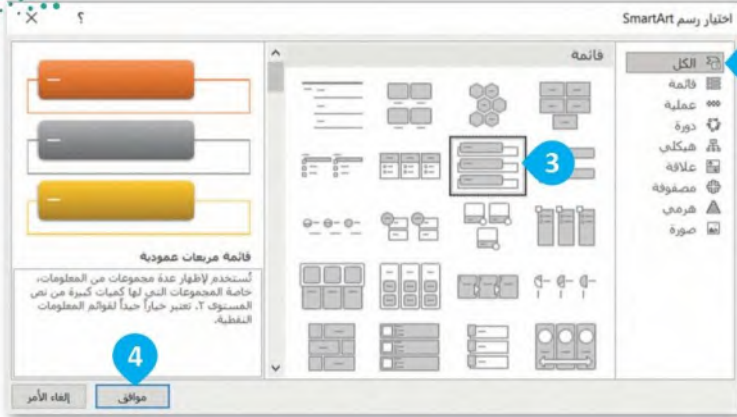 اختيار رسم SmartArt
؟ ×
الكل
قائمة
عملية
دورة
هيكلي
علاقة
مصفوفة
هرمي
صورة
قائمة
3
قائمة مربعات عمودية
تُستخدم لإظهار عدة مجموعات من المعلومات،
خاصة المجموعات التي لها كميات كبيرة من نص
المستوى ٢. تعتبر خياراً جيداً لقوائم المعلومات
النقطية.
4
موافق
إلغاء الأمر